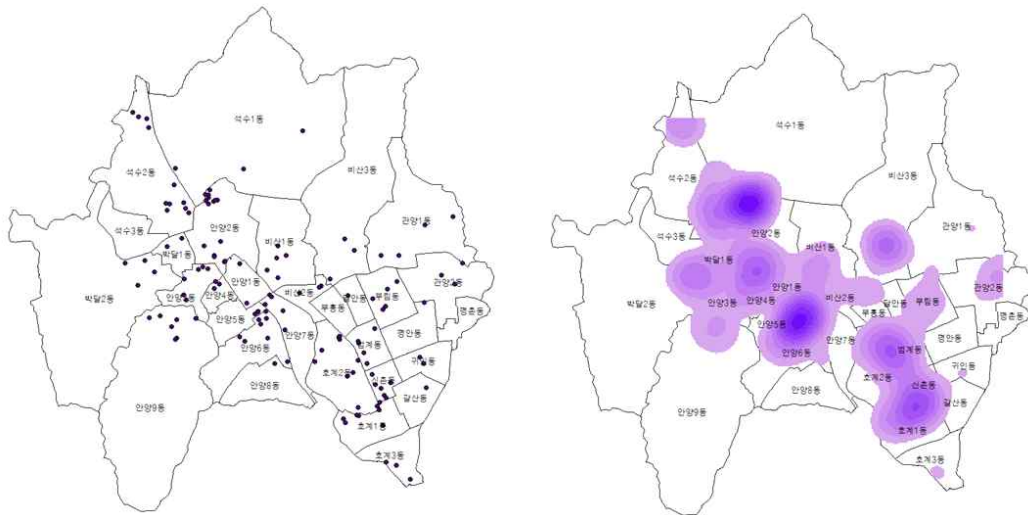 석수1동
석수2동
비산3동
석수3동
안양2동
관양1동
비산1동
박달1동
박달2동
안양1동
관양2동
안양4동
비산2동
부림동
부흥동
평촌동
안양5동
안양7동
평안동
범계동
안양6동
귀인동
호계2동
신촌동
안양8동
갈산동
안양9동
호계1동
호계3동
석수1동
석수2동
비산3동
관양1동
석수3동
안양2동
비산1동
박달1동
관양2동
안양1동
박달2동
안양3동
안양4동
비산2동
달안동
부림동
부흥동
평촌동
안양5동
안양7동
평안동
안양6동
범계동
귀인동
호계2동
신촌동
안양8동
갈산동
안양9동
호계1동
호계3동